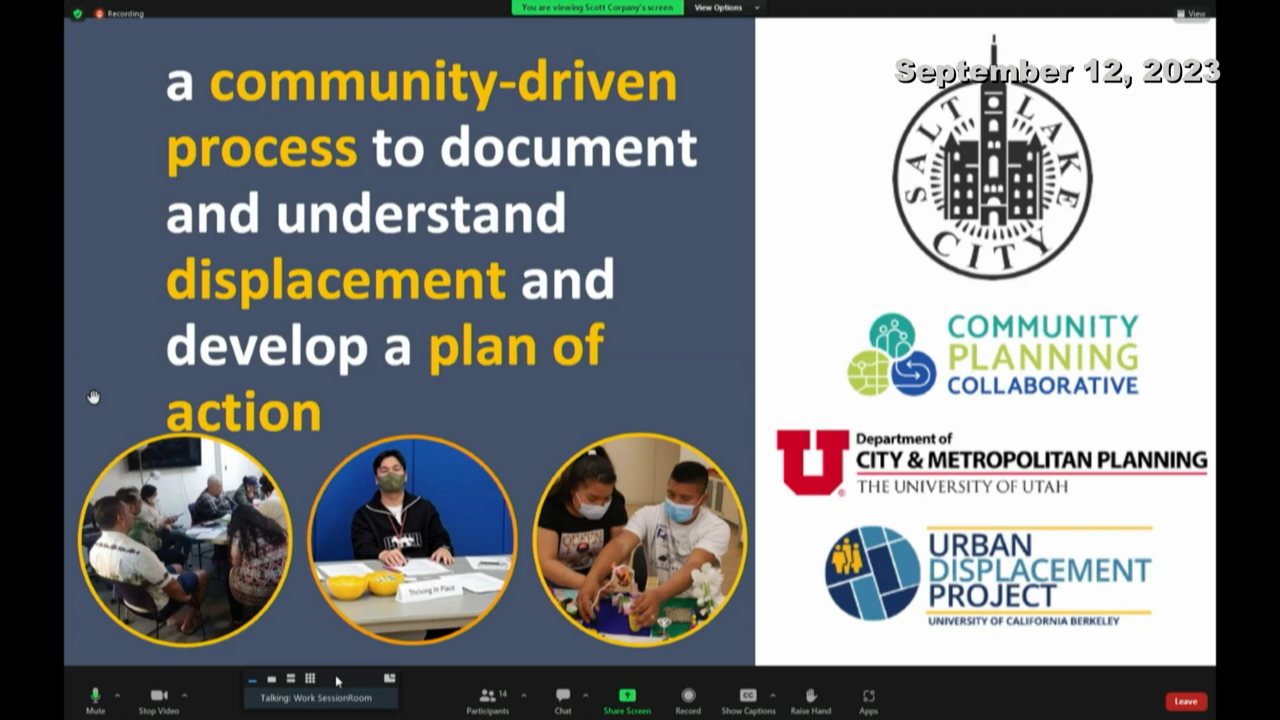 Recording
You are viewing Scott Corpany's screen
View Options
View
a community-driven
process to document
and understand
displacement and
develop a plan of
action
September 12, 2023
SALT LAKE
CITY
COMMUNITY
PLANNING
COLLABORATIVE
U
Department of
CITY & METROPOLITAN PLANNING
THE UNIVERSITY OF UTAH
URBAN
DISPLACEMENT
PROJECT
UNIVERSITY OF CALIFORNIA BERKELEY
Thriving In Place
Talking: Work SessionRoom
Mute
Stop Video
Participants
14
Chat
Share Screen
Record
CC
Show Captions
Raise Hand
Apps
Leave